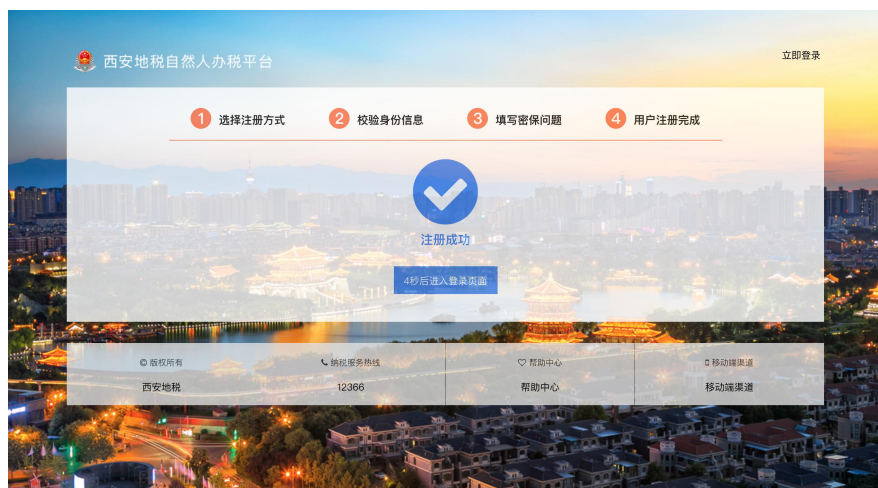 西安地税自然人办税平台
立即登录
1 选择注册方式 2 校验身份信息 3 填写密保问题 4 用户注册完成
注册成功
4秒后进入登录页面
© 版权所有 纳税服务热线 帮助中心 移动端渠道
西安地税 12366 帮助中心 移动端渠道